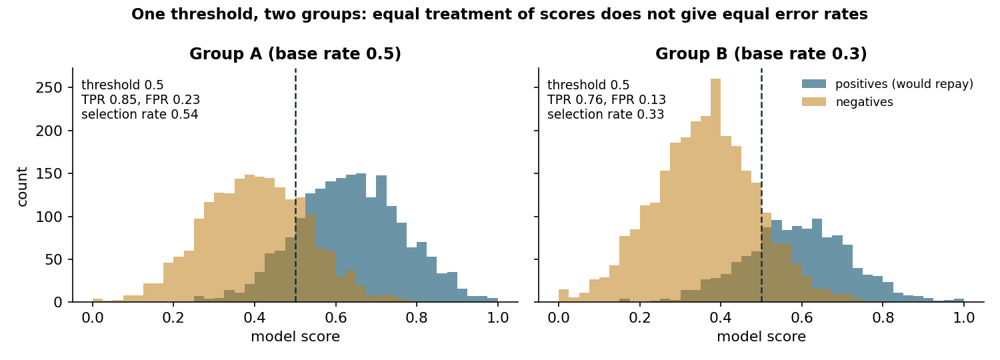 One threshold, two groups: equal treatment of scores does not give equal error rates
Group A (base rate 0.5)
threshold 0.5
TPR 0.85, FPR 0.23
selection rate 0.54
count
250
200
150
100
50
0
0.0 0.2 0.4 0.6 0.8 1.0
model score
Group B (base rate 0.3)
threshold 0.5
TPR 0.76, FPR 0.13
selection rate 0.33
positives (would repay)
negatives
0.0 0.2 0.4 0.6 0.8 1.0
model score